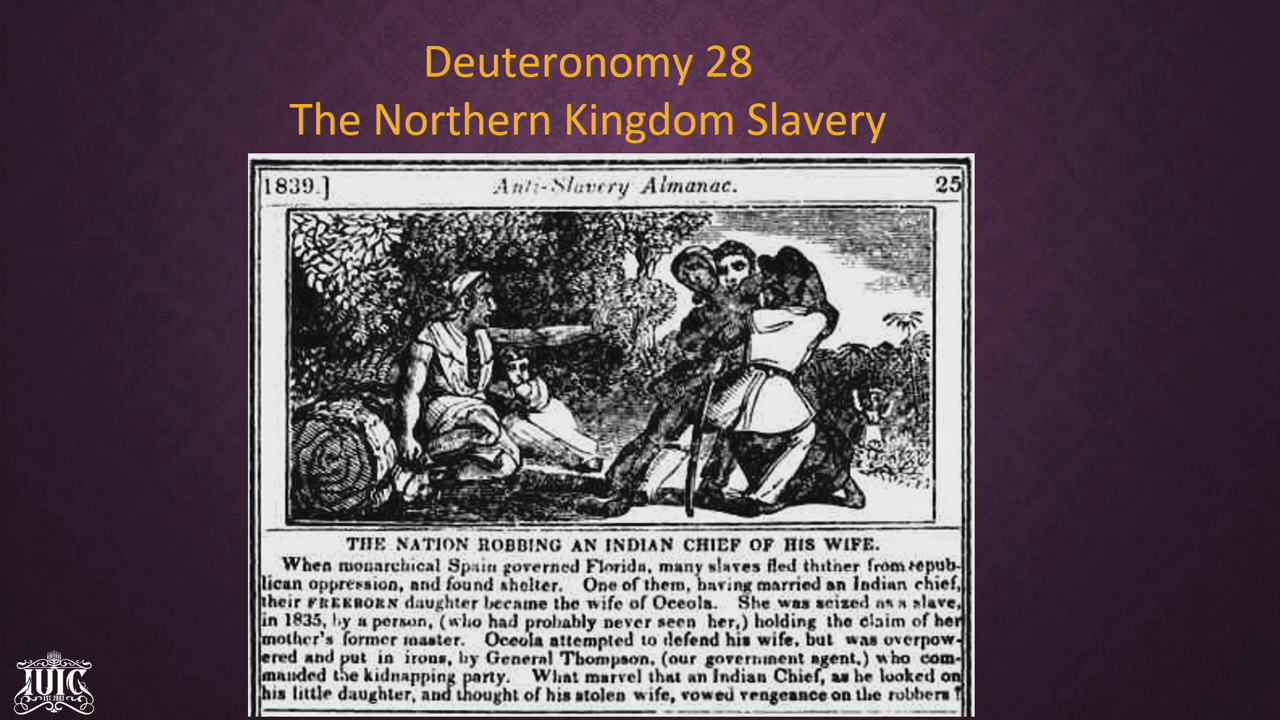 Deuteronomy 28
The Northern Kingdom Slavery
1839.] Anti-Slavery Almanac. 25
THE NATION ROBBING AN INDIAN CHIEF OF HIS WIFE.
When monarchical Spain governed Florida, many slaves fled thither from repub-
lican oppression, and found shelter. One of them, having married an Indian chief,
their FREEBORN daughter became the wife of Oceola. She was seized as a slave,
in 1835, by a person, (who had probably never seen her,) holding the claim of her
mother's former master. Oceola attempted to defend his wife, but was overpow-
ered and put in irons, by General Thompson, (our government agent,) who com-
manded the kidnapping party. What marvel that an Indian Chief, as he looked on
his little daughter, and thought of his stolen wife, vowed vengeance on the robbers?
IUIC
EST. 2003